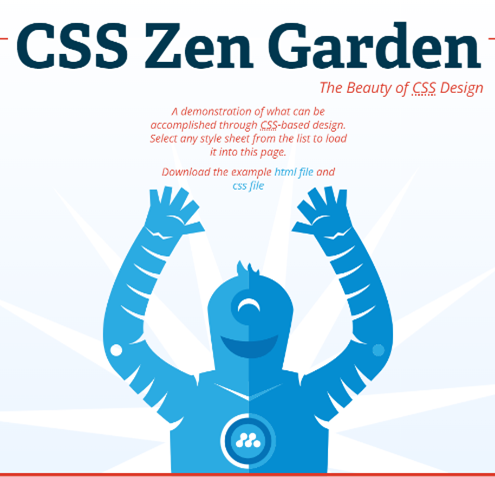 CSS Zen Garden
The Beauty of CSS Design
A demonstration of what can be
accomplished through CSS-based design.
Select any style sheet from the list to load
it into this page.
Download the example html file and
css file